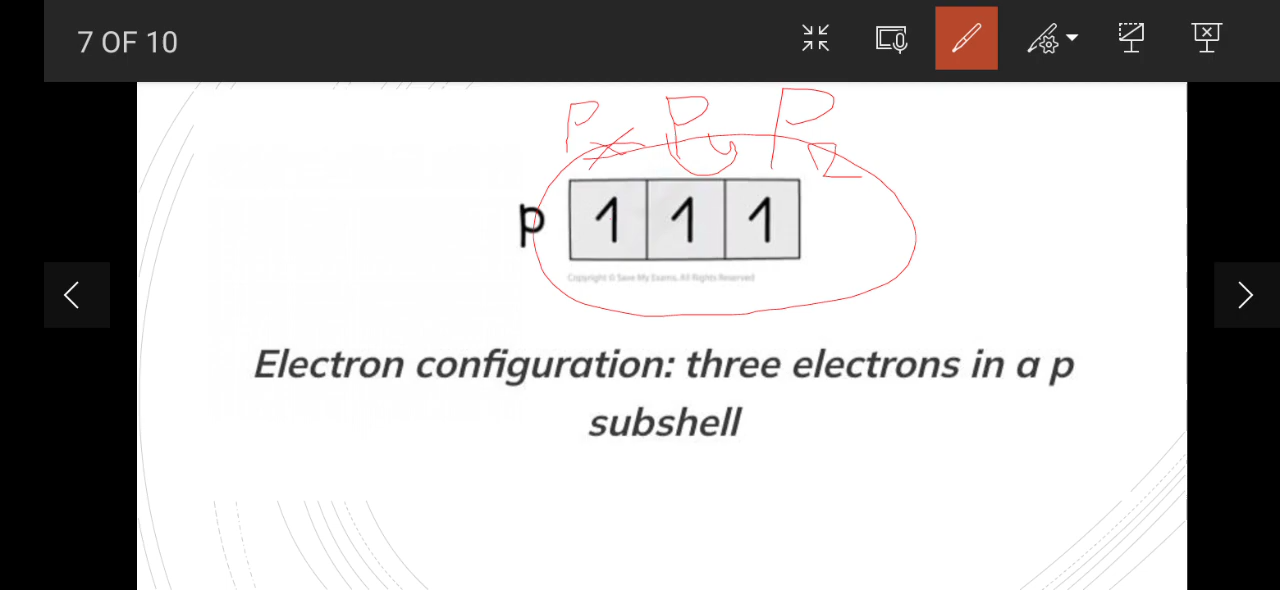 7 OF 10
Px Py Pz
p 1 1 1
Copyright © Save My Exams. All Rights Reserved
Electron configuration: three electrons in a p
subshell